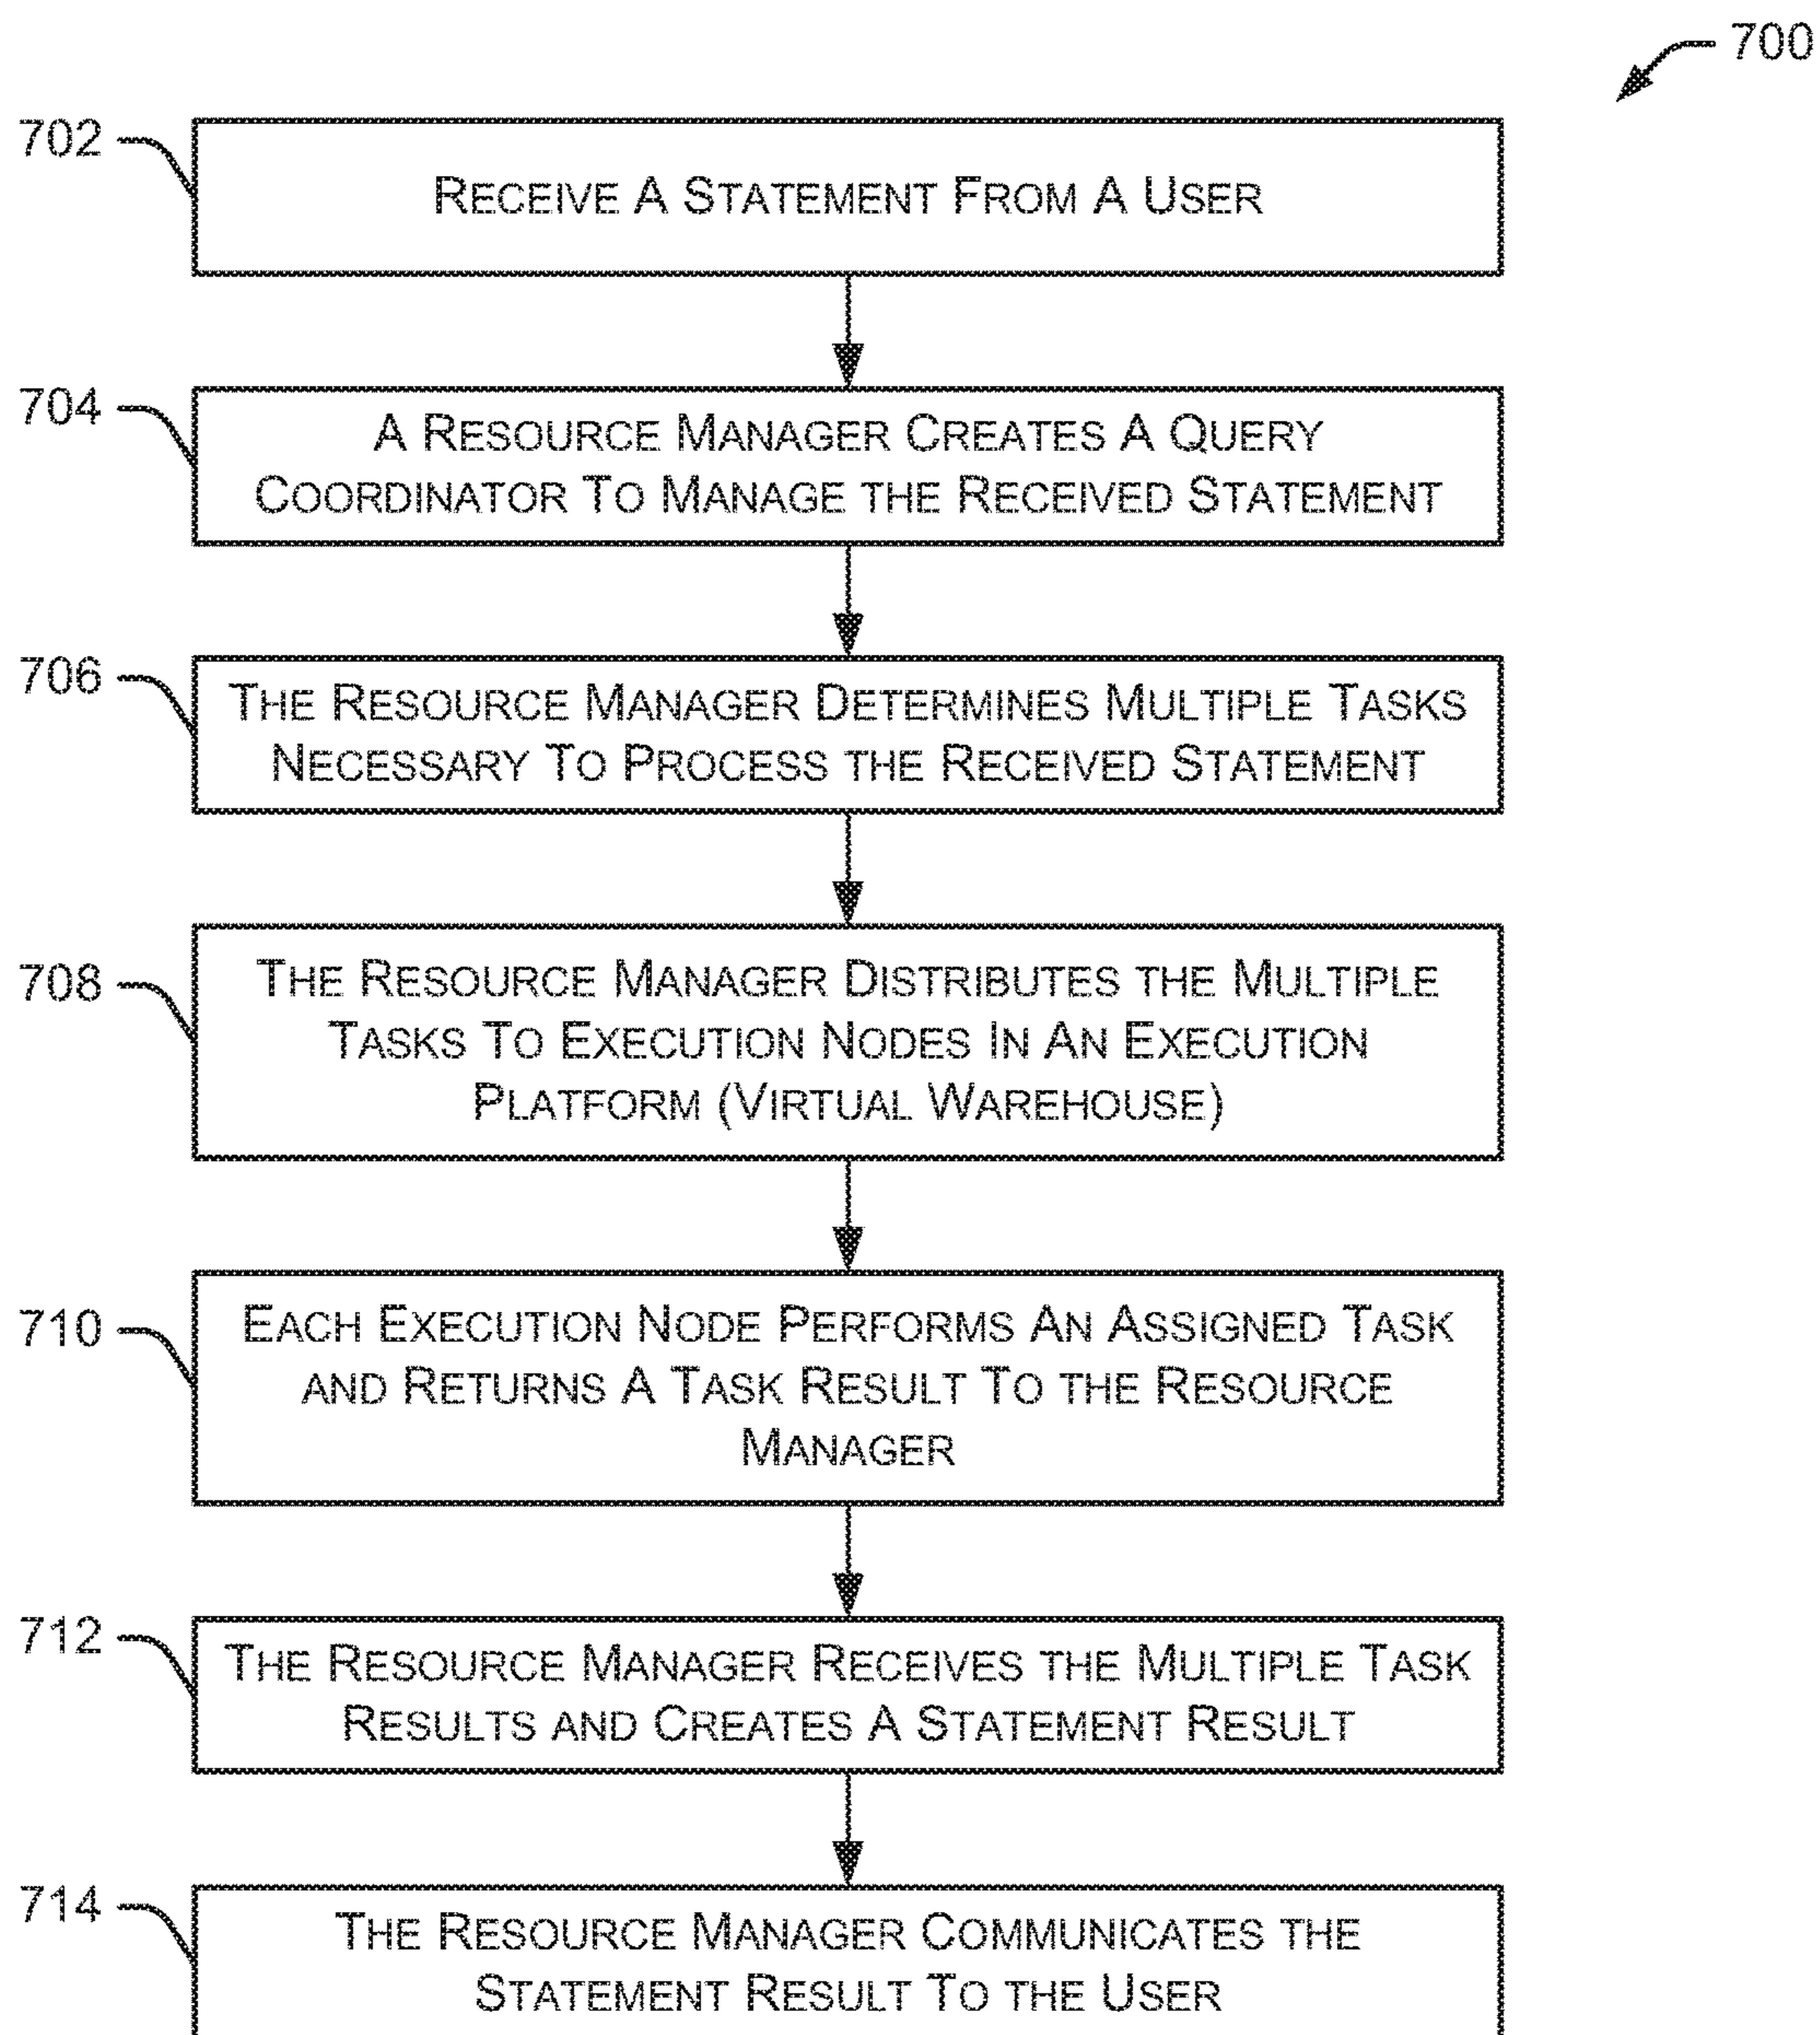 700
702
RECEIVE A STATEMENT FROM A USER
704
A RESOURCE MANAGER CREATES A QUERY
COORDINATOR TO MANAGE THE RECEIVED STATEMENT
706
THE RESOURCE MANAGER DETERMINES MULTIPLE TASKS
NECESSARY TO PROCESS THE RECEIVED STATEMENT
708
THE RESOURCE MANAGER DISTRIBUTES THE MULTIPLE
TASKS TO EXECUTION NODES IN AN EXECUTION
PLATFORM (VIRTUAL WAREHOUSE)
710
EACH EXECUTION NODE PERFORMS AN ASSIGNED TASK
AND RETURNS A TASK RESULT TO THE RESOURCE
MANAGER
712
THE RESOURCE MANAGER RECEIVES THE MULTIPLE TASK
RESULTS AND CREATES A STATEMENT RESULT
714
THE RESOURCE MANAGER COMMUNICATES THE
STATEMENT RESULT TO THE USER